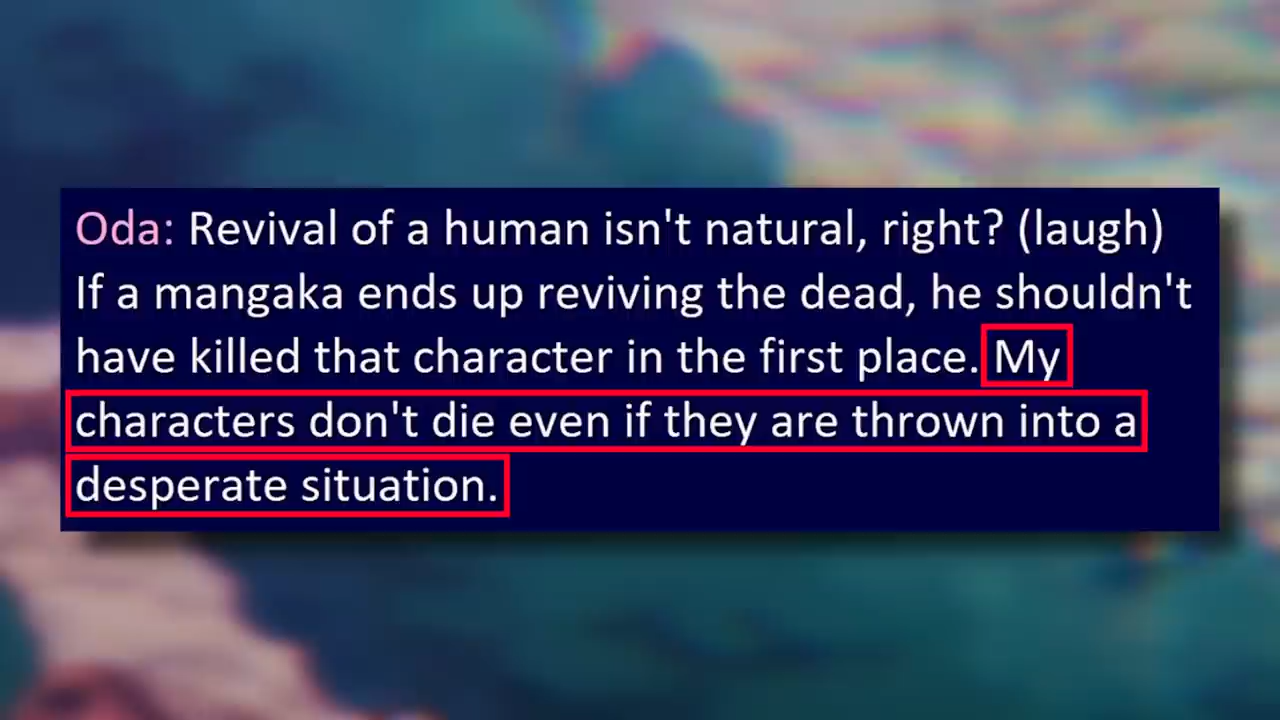 Oda: Revival of a human isn't natural, right? (laugh)
If a mangaka ends up reviving the dead, he shouldn't
have killed that character in the first place. My
characters don't die even if they are thrown into a
desperate situation.